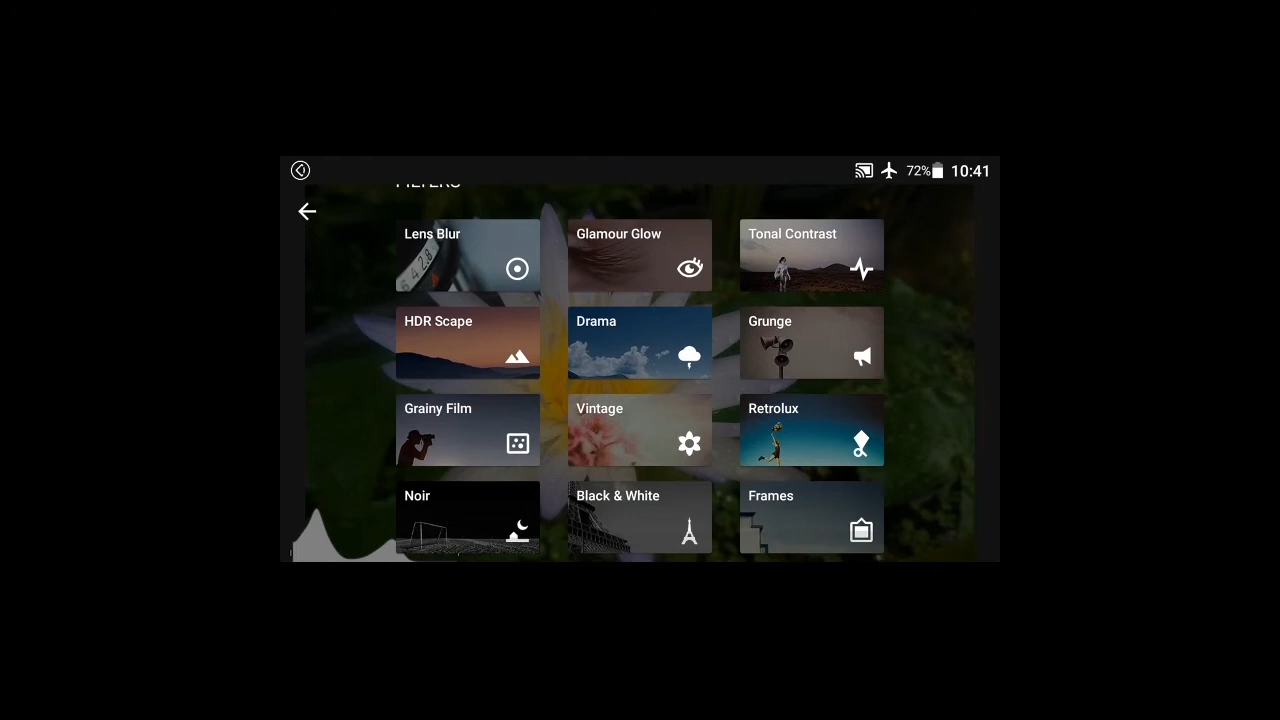 72% 10:41
FILTERS
Lens Blur Glamour Glow Tonal Contrast
HDR Scape Drama Grunge
Grainy Film Vintage Retrolux
Noir Black & White Frames